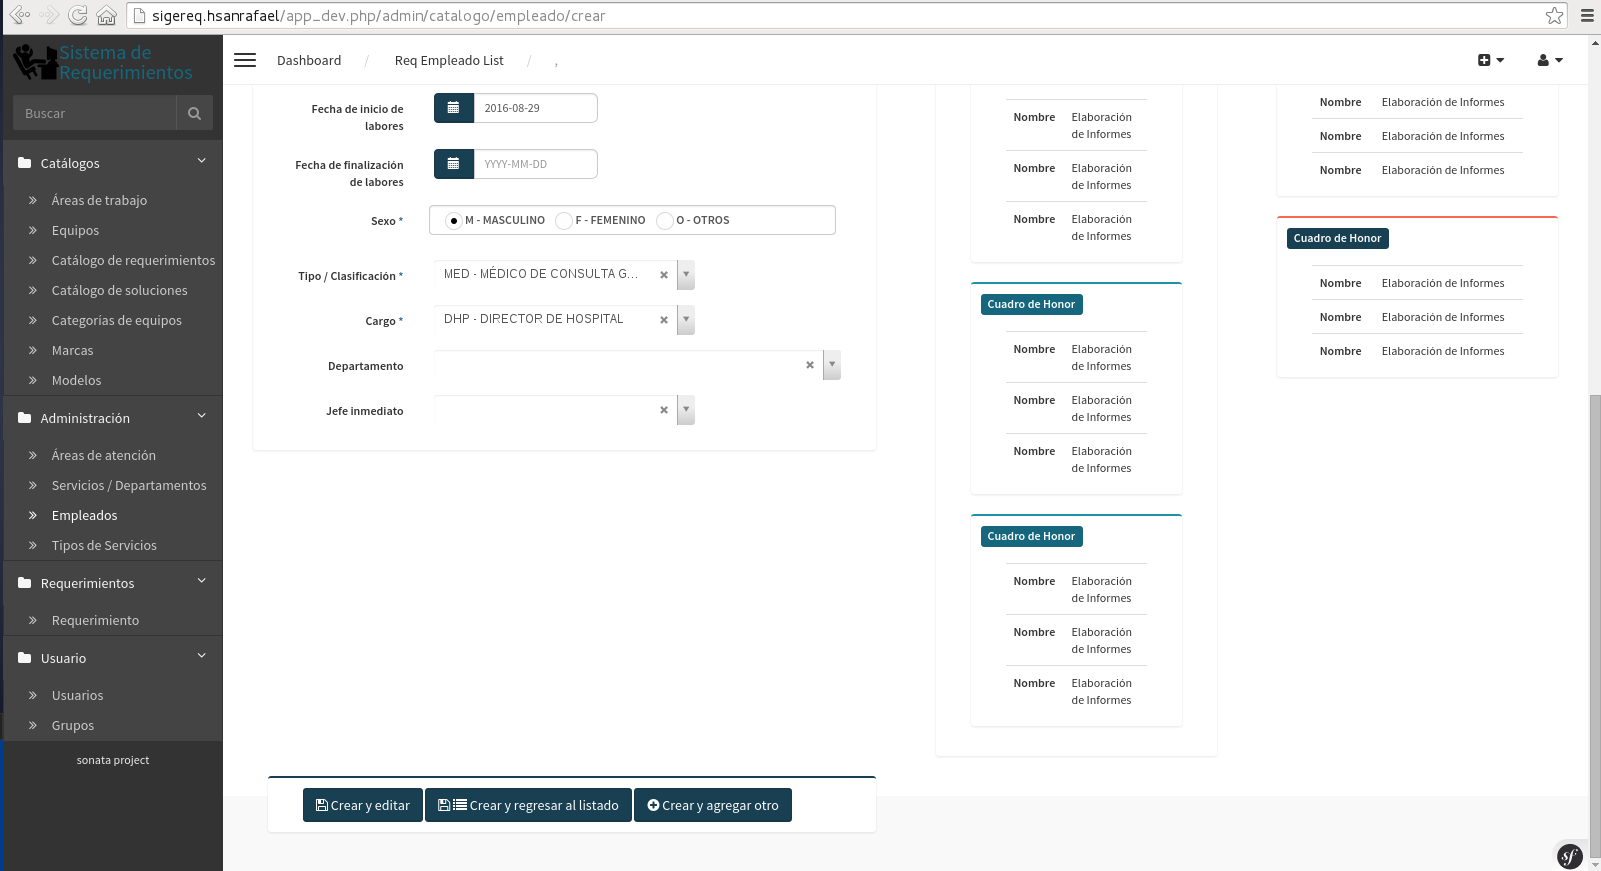 sigereq.hsanrafael/app_dev.php/admin/catalogo/empleado/crear
Sistema de
Requerimientos
Buscar
Catálogos
Áreas de trabajo
Equipos
Catálogo de requerimientos
Catálogo de soluciones
Categorías de equipos
Marcas
Modelos
Administración
Áreas de atención
Servicios / Departamentos
Empleados
Tipos de Servicios
Requerimientos
Requerimiento
Usuario
Usuarios
Grupos
sonata project
Dashboard / Req Empleado List / ,
Fecha de inicio de
labores
2016-08-29
Fecha de finalización
de labores
YYYY-MM-DD
Sexo *
M - MASCULINO F - FEMENINO O - OTROS
Tipo / Clasificación *
MED - MÉDICO DE CONSULTA G...
Cargo *
DHP - DIRECTOR DE HOSPITAL
Departamento
Jefe inmediato
Crear y editar
Crear y regresar al listado
Crear y agregar otro
Nombre Elaboración
de Informes
Nombre Elaboración
de Informes
Nombre Elaboración
de Informes
Cuadro de Honor
Nombre Elaboración
de Informes
Nombre Elaboración
de Informes
Nombre Elaboración
de Informes
Cuadro de Honor
Nombre Elaboración
de Informes
Nombre Elaboración
de Informes
Nombre Elaboración
de Informes
Nombre Elaboración de Informes
Nombre Elaboración de Informes
Nombre Elaboración de Informes
Cuadro de Honor
Nombre Elaboración de Informes
Nombre Elaboración de Informes
Nombre Elaboración de Informes
sf